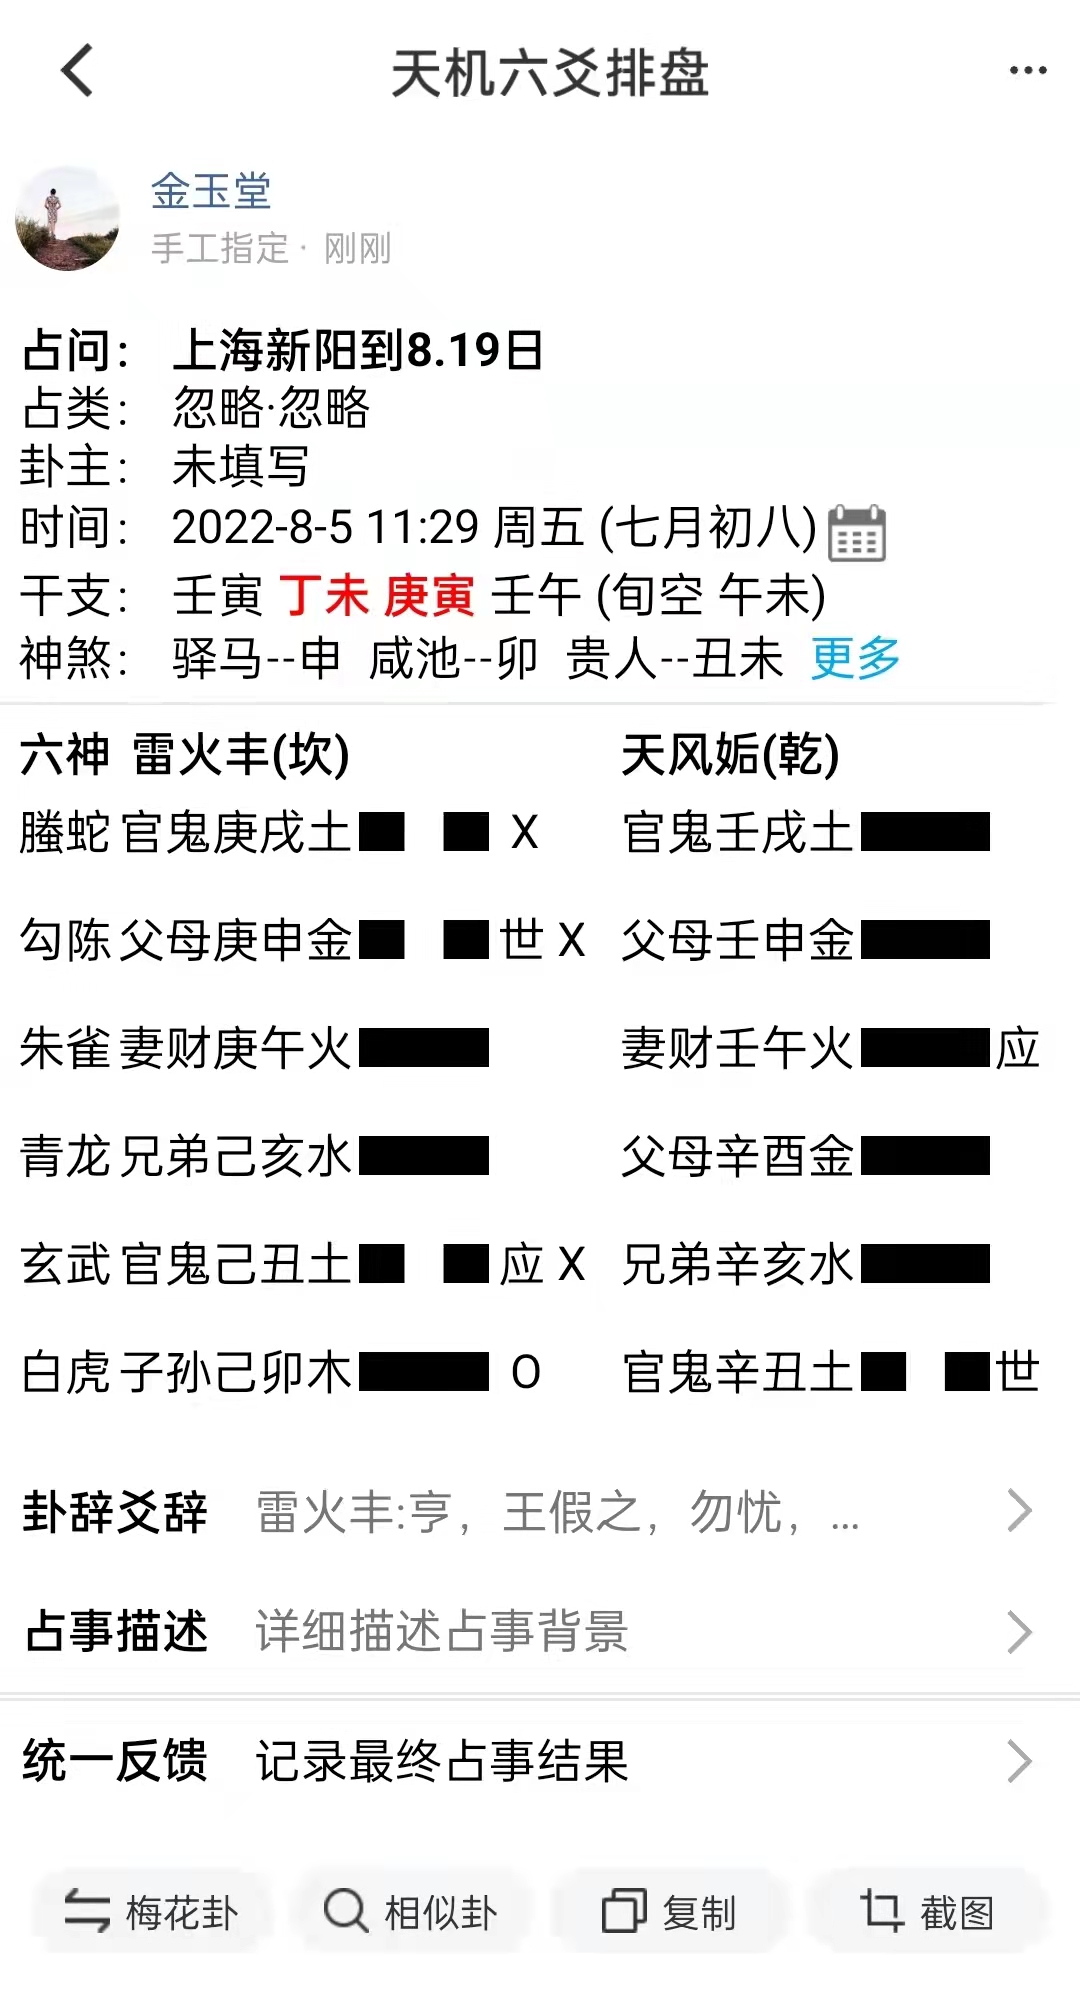 天机六爻排盘
金玉堂
手工指定· 刚刚
占问： 上海新阳到8.19日
占类： 忽略·忽略
卦主： 未填写
时间： 2022-8-5 11:29 周五 (七月初八)
干支： 壬寅 丁未 庚寅 壬午 (旬空 午未)
神煞： 驿马--申 咸池--卯 贵人--丑未 更多
六神 雷火丰(坎) 天风姤(乾)
螣蛇 官鬼庚戌土 X 官鬼壬戌土
勾陈 父母庚申金 世 X 父母壬申金
朱雀 妻财庚午火 妻财壬午火 应
青龙 兄弟己亥水 父母辛酉金
玄武 官鬼己丑土 应 X 兄弟辛亥水
白虎 子孙己卯木 O 官鬼辛丑土 世
卦辞爻辞 雷火丰:亨，王假之，勿忧，...
占事描述 详细描述占事背景
统一反馈 记录最终占事结果
梅花卦 相似卦 复制 截图